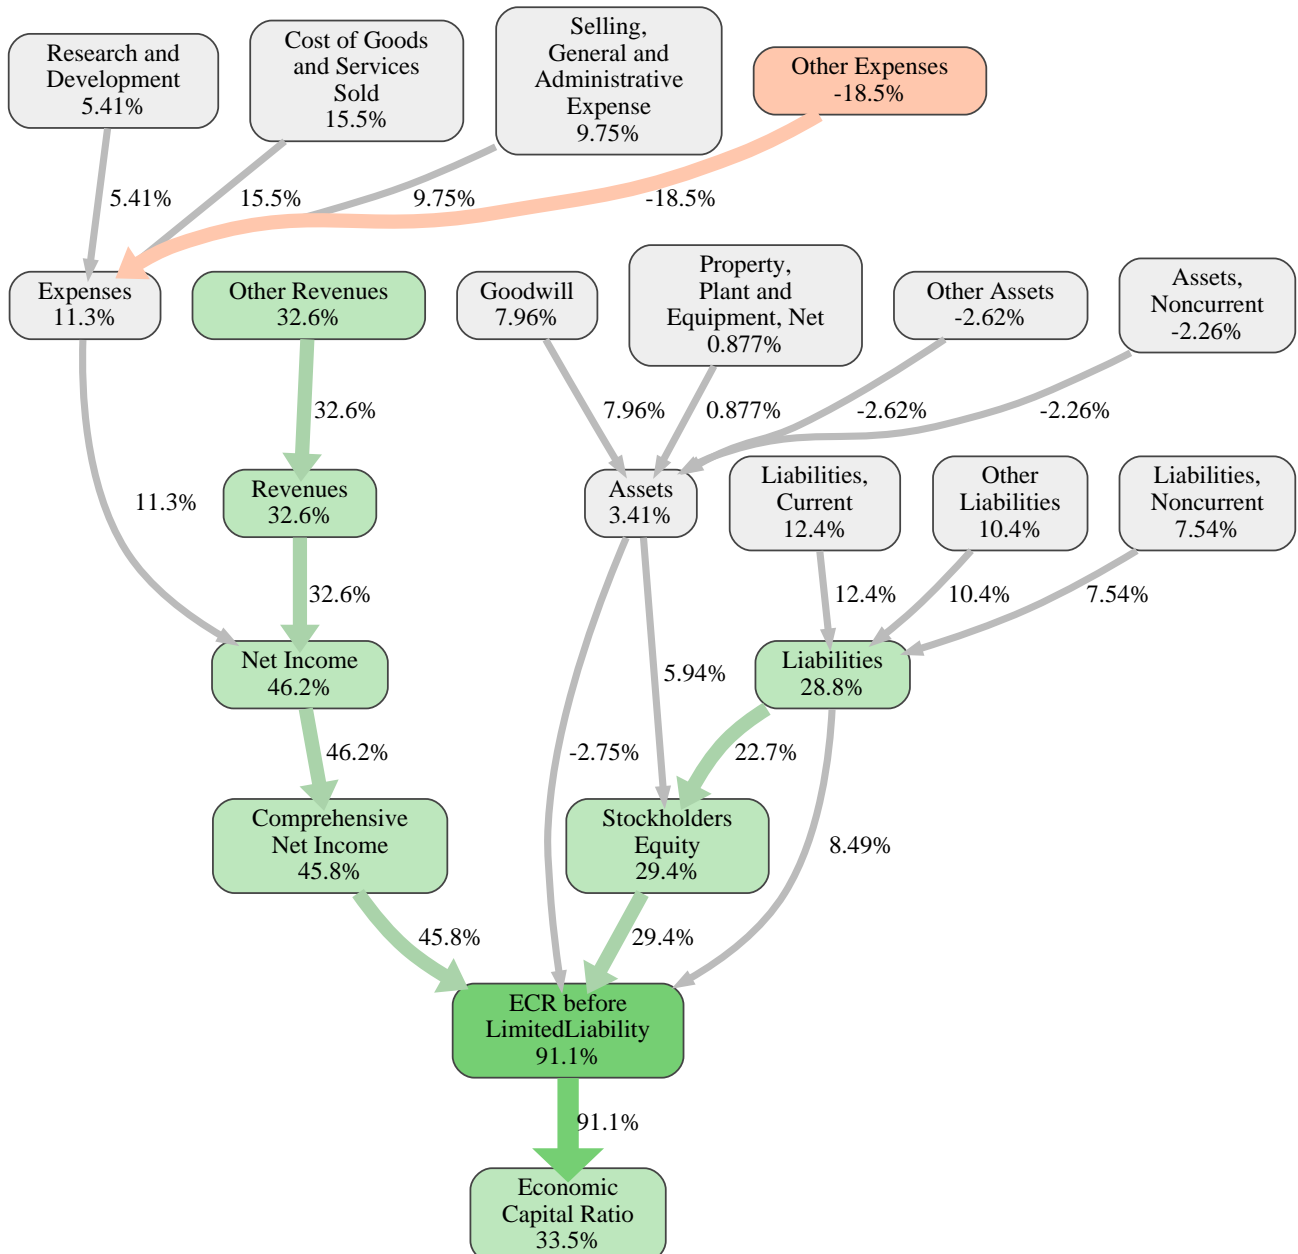 Research and
Development
5.41%
Cost of Goods
and Services
Sold
15.5%
Selling,
General and
Administrative
Expense
9.75%
Other Expenses
-18.5%
5.41%
15.5%
9.75%
-18.5%
Expenses
11.3%
Other Revenues
32.6%
Goodwill
7.96%
Property,
Plant and
Equipment, Net
0.877%
Other Assets
-2.62%
Assets,
Noncurrent
-2.26%
32.6%
7.96%
0.877%
-2.62%
-2.26%
11.3%
Revenues
32.6%
Assets
3.41%
Liabilities,
Current
12.4%
Other
Liabilities
10.4%
Liabilities,
Noncurrent
7.54%
32.6%
12.4%
10.4%
7.54%
Net Income
46.2%
5.94%
Liabilities
28.8%
46.2%
-2.75%
22.7%
Comprehensive
Net Income
45.8%
Stockholders
Equity
29.4%
8.49%
45.8%
29.4%
ECR before
LimitedLiability
91.1%
91.1%
Economic
Capital Ratio
33.5%